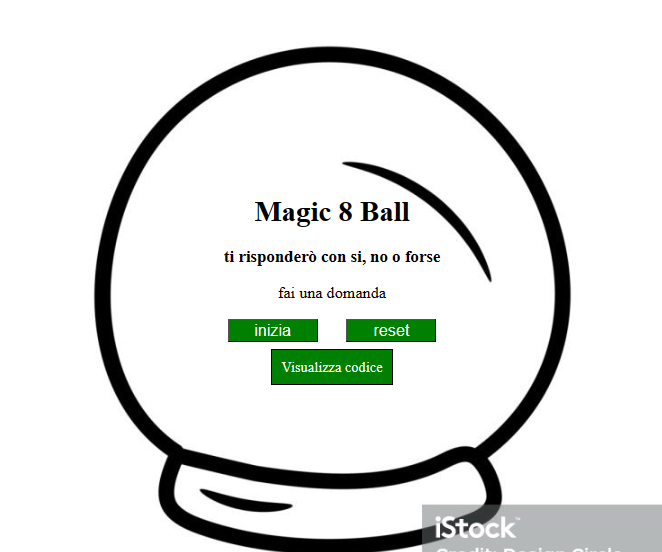 Magic 8 Ball
ti risponderò con si, no o forse
fai una domanda
inizia reset
Visualizza codice
iStock™
Credit: Design Circle